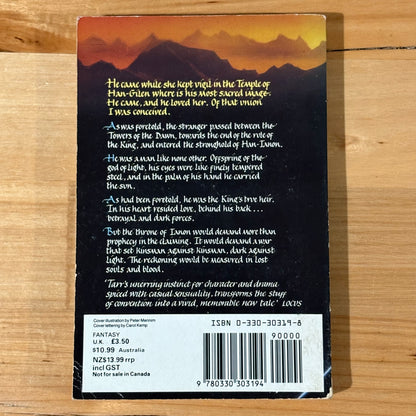 He came while she kept vigil in the Temple of
Han-Gilen where is his most sacred image.
He came, and he loved her. Of that union
I was conceived.
As was foretold, the stranger passed between the
Towers of the Dawn, towards the end of the rule of
the King, and entered the stronghold of Han-Ianon.
He was a man like none other. Offspring of the
god of light, his eyes were like finely tempered
steel, and in the palm of his hand he carried
the sun.
As had been foretold, he was the King's true heir.
In his heart resided love, behind his back...
betrayal and dark forces.
But the throne of Ianon would demand more than
prophecy in the claiming. It would demand a war
that set kinsman against kinsman, dark against
light. The reckoning would be measured in lost
souls and blood.
'Tarr's unerring instinct for character and drama
spiced with casual sensuality, transforms the stuff
of convention into a vivid, memorable new tale' LOCUS
Cover illustration by Peter Mennim
Cover lettering by Carol Kemp
FANTASY
U.K. £3.50
$10.99 Australia
NZ$13.99 rrp
incl GST
Not for sale in Canada
ISBN 0-330-30319-8
90000
9 780330 303194